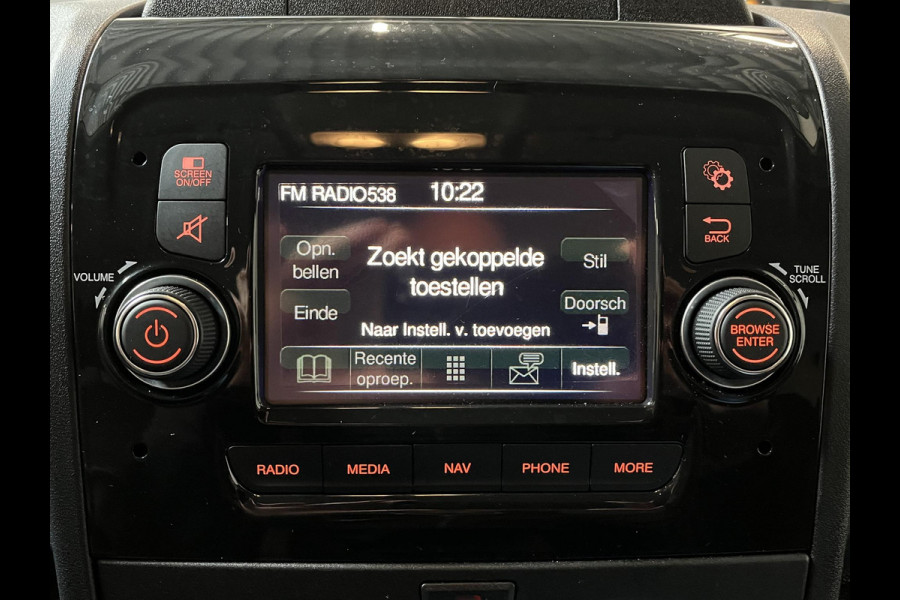 SCREEN
ON/OFF
FM RADIO538 10:22
Opn.
bellen
Zoekt gekoppelde
toestellen
Stil
Einde
Doorsch
Naar Instell. v. toevoegen
Recente
oproep.
Instell.
BACK
VOLUME
TUNE
SCROLL
BROWSE
ENTER
RADIO
MEDIA
NAV
PHONE
MORE